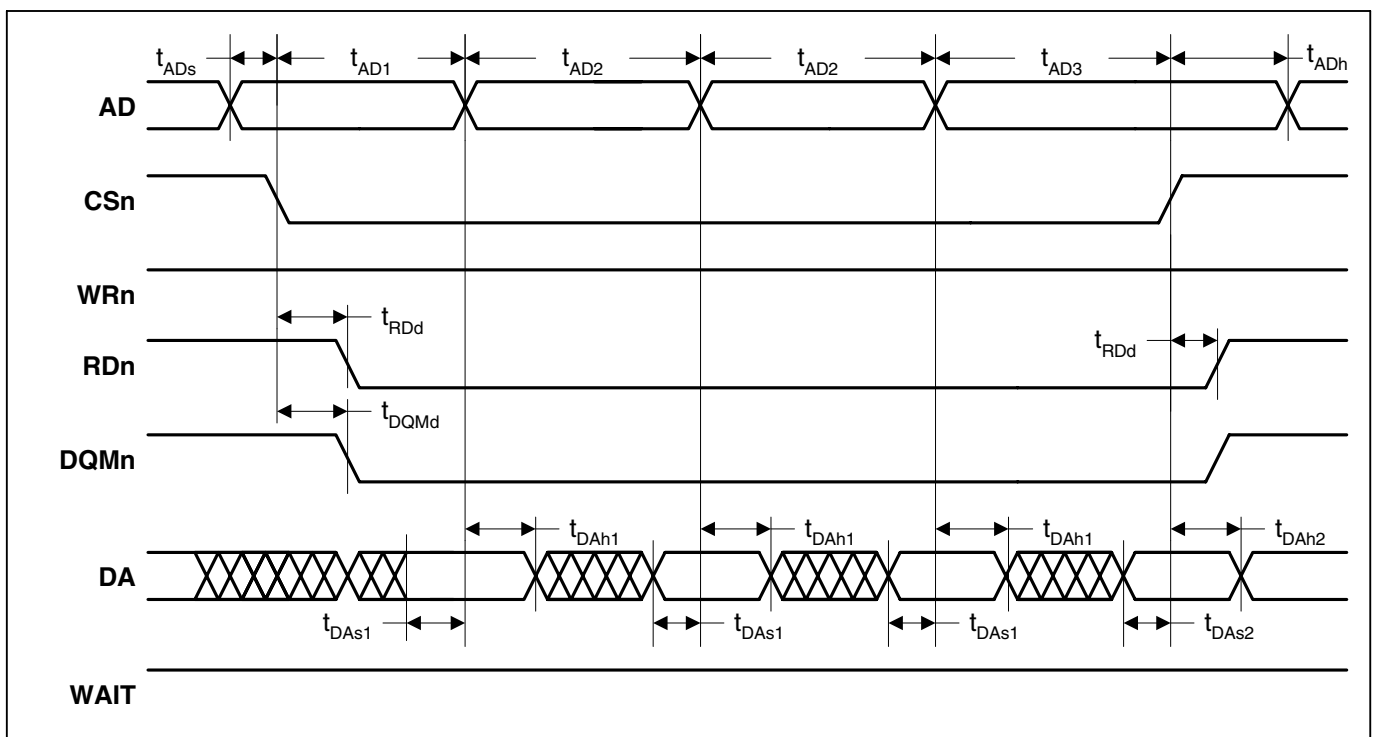 tADs tAD1 tAD2 tAD2 tAD3 tADh
AD
CSn
WRn
tRDd
tRDd
RDn
tDQMd
DQMn
tDAh1 tDAh1 tDAh1 tDAh2
DA
tDAs1 tDAs1 tDAs1 tDAs2
WAIT